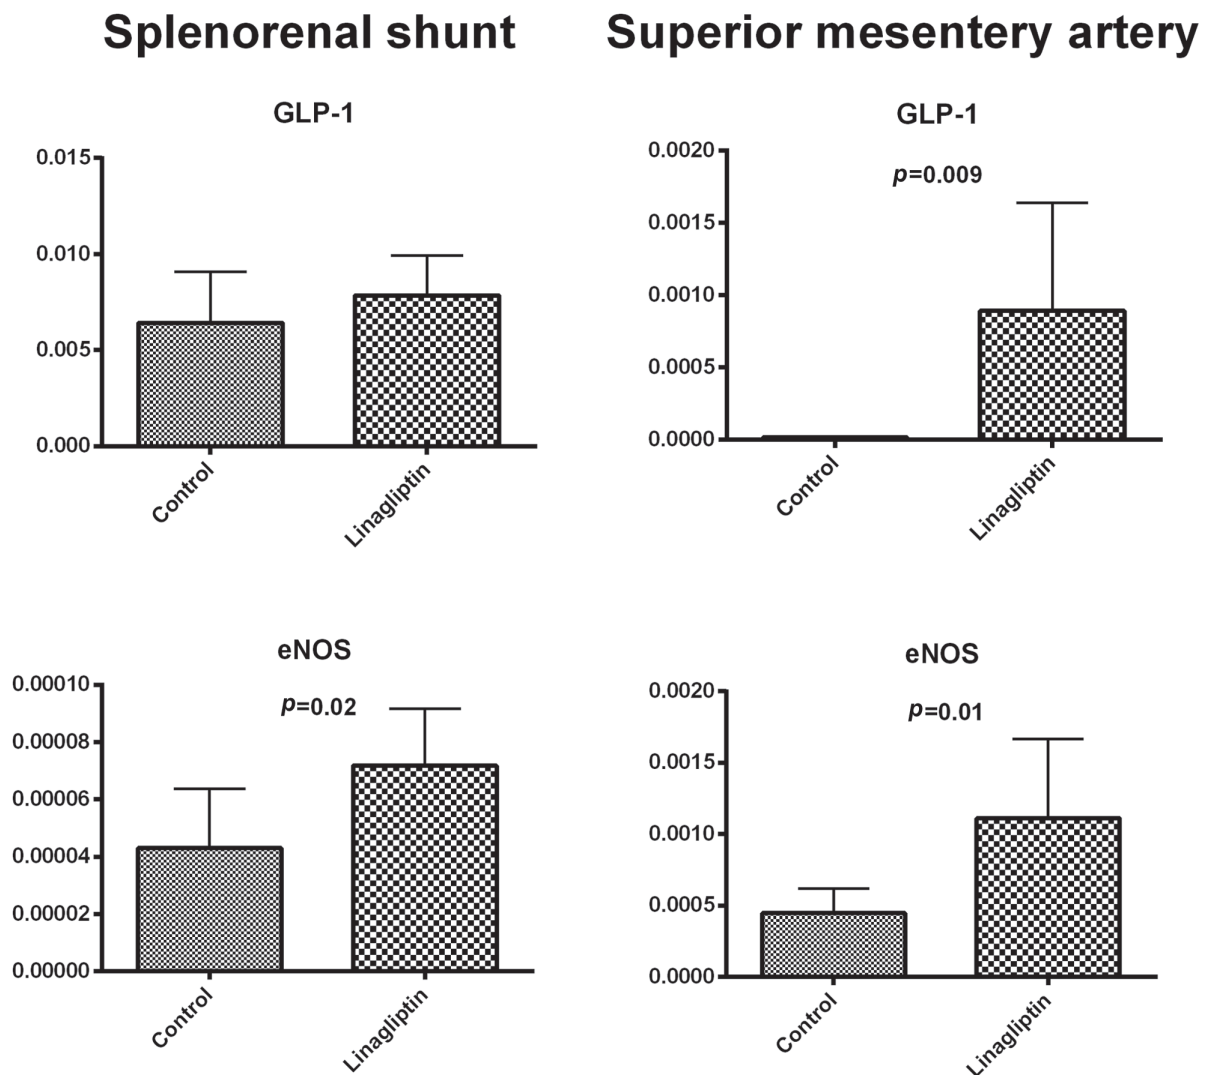 Splenorenal shunt
Superior mesentery artery
GLP-1
0.015
0.010
0.005
0.000
Control
Linagliptin
GLP-1
p=0.009
0.0020
0.0015
0.0010
0.0005
0.0000
Control
Linagliptin
eNOS
p=0.02
0.00010
0.00008
0.00006
0.00004
0.00002
0.00000
Control
Linagliptin
eNOS
p=0.01
0.0020
0.0015
0.0010
0.0005
0.0000
Control
Linagliptin